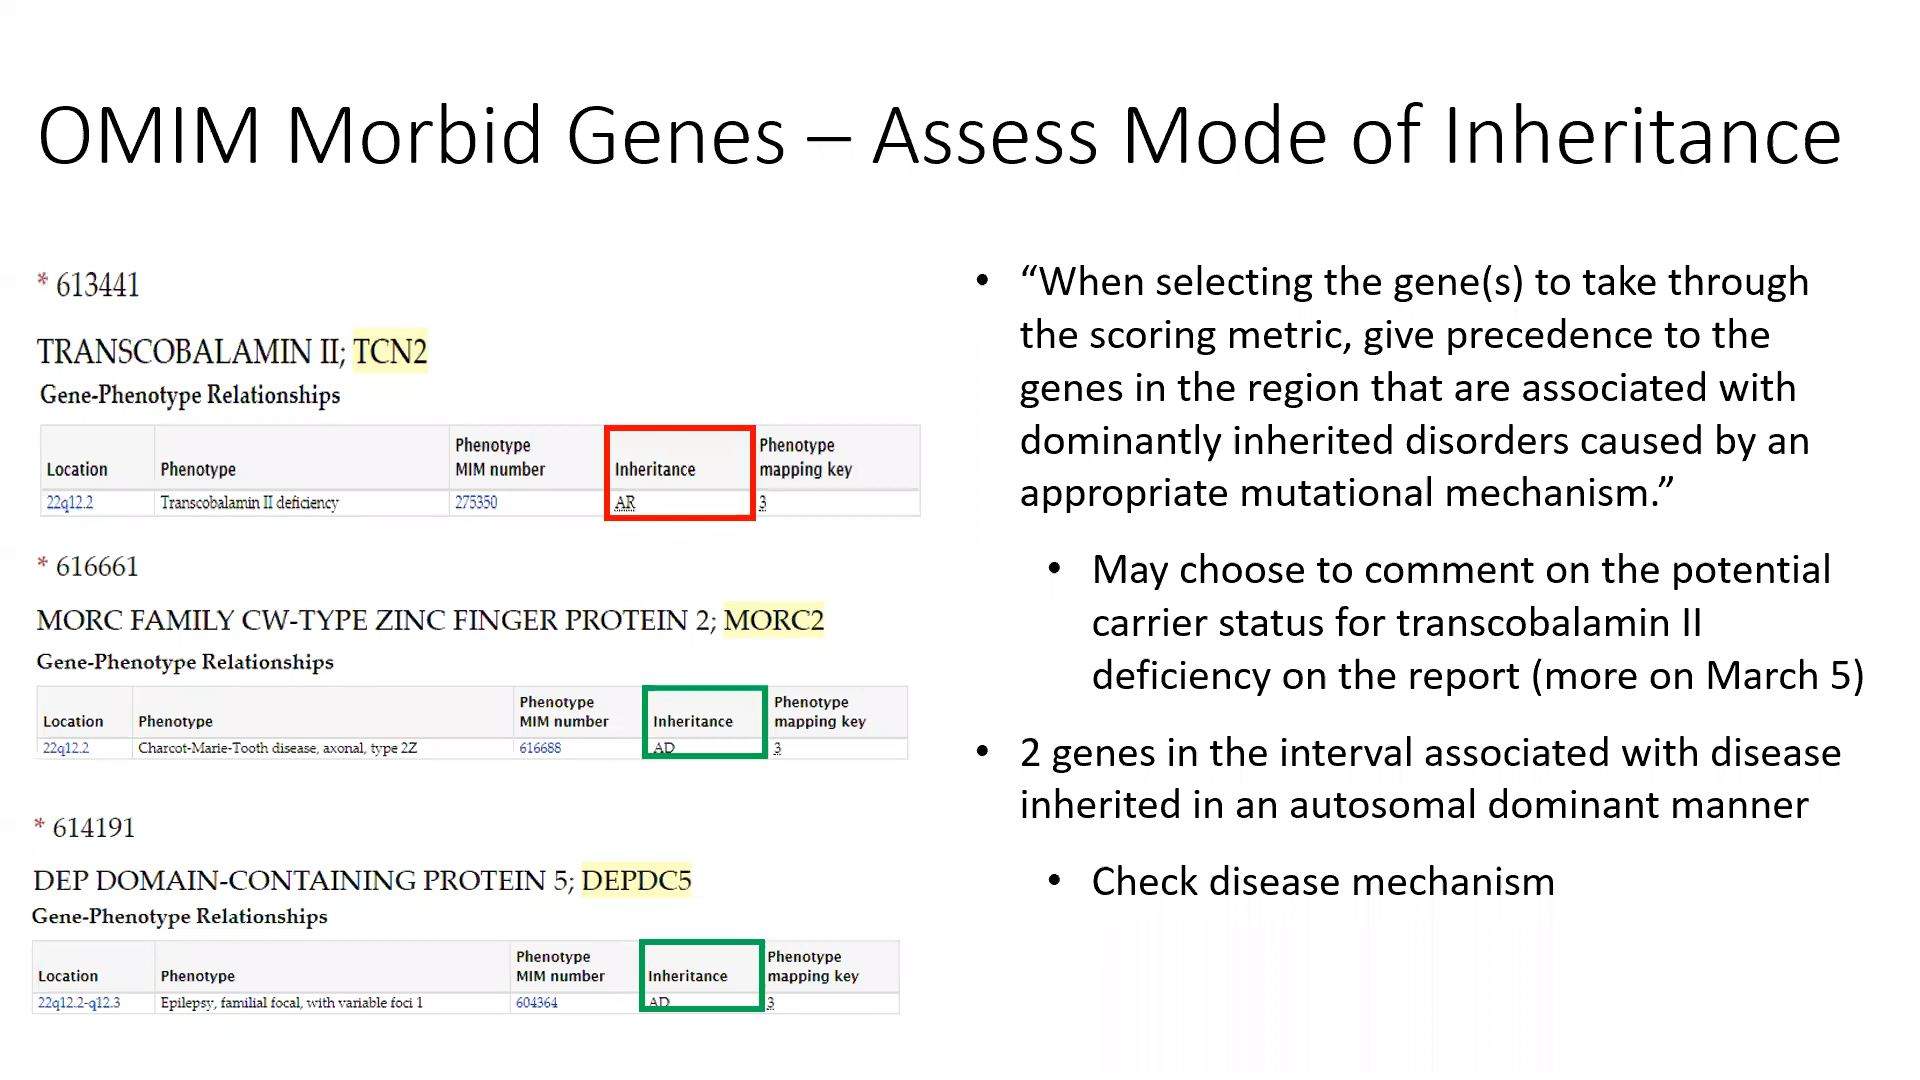 OMIM Morbid Genes – Assess Mode of Inheritance
* 613441
TRANSCOBALAMIN II; TCN2
Gene-Phenotype Relationships
Location Phenotype Phenotype MIM number Inheritance Phenotype mapping key
22q12.2 Transcobalamin II deficiency 275350 AR 3
* 616661
MORC FAMILY CW-TYPE ZINC FINGER PROTEIN 2; MORC2
Gene-Phenotype Relationships
Location Phenotype Phenotype MIM number Inheritance Phenotype mapping key
22q12.2 Charcot-Marie-Tooth disease, axonal, type 2Z 616688 AD 3
* 614191
DEP DOMAIN-CONTAINING PROTEIN 5; DEPDC5
Gene-Phenotype Relationships
Location Phenotype Phenotype MIM number Inheritance Phenotype mapping key
22q12.2-q12.3 Epilepsy, familial focal, with variable foci 1 604364 AD 3
• “When selecting the gene(s) to take through
the scoring metric, give precedence to the
genes in the region that are associated with
dominantly inherited disorders caused by an
appropriate mutational mechanism.”
• May choose to comment on the potential
carrier status for transcobalamin II
deficiency on the report (more on March 5)
• 2 genes in the interval associated with disease
inherited in an autosomal dominant manner
• Check disease mechanism